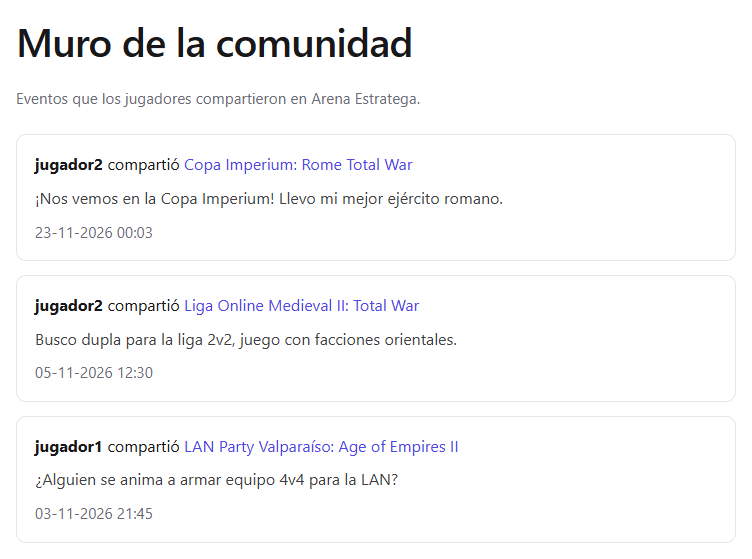 Muro de la comunidad
Eventos que los jugadores compartieron en Arena Estratega.
jugador2 compartió Copa Imperium: Rome Total War
¡Nos vemos en la Copa Imperium! Llevo mi mejor ejército romano.
23-11-2026 00:03
jugador2 compartió Liga Online Medieval II: Total War
Busco dupla para la liga 2v2, juego con facciones orientales.
05-11-2026 12:30
jugador1 compartió LAN Party Valparaíso: Age of Empires II
¿Alguien se anima a armar equipo 4v4 para la LAN?
03-11-2026 21:45